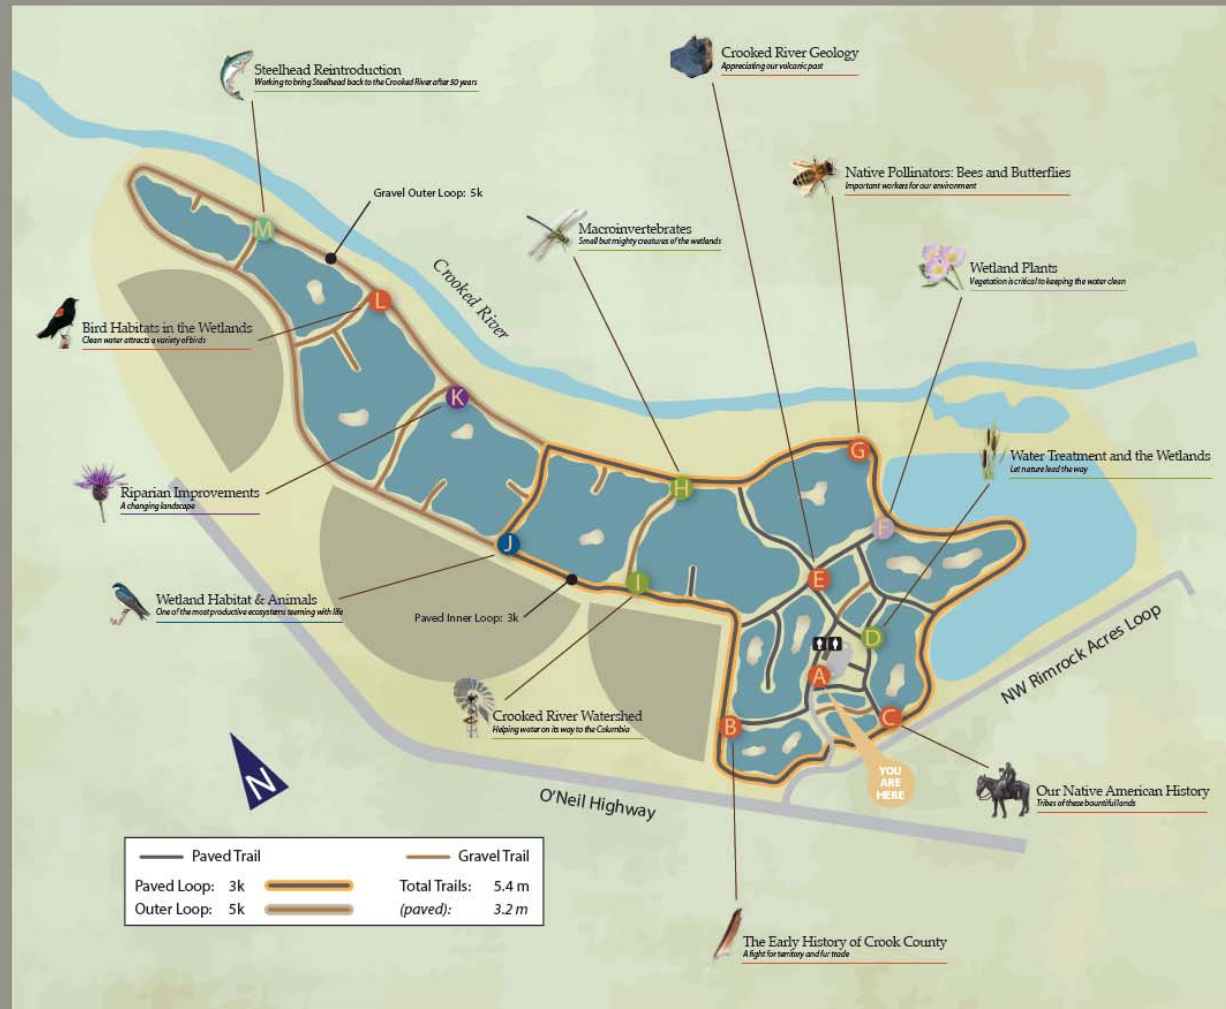 Crooked River Geology
Appreciating our volcanic past
Steelhead Reintroduction
Working to bring Steelhead back to the Crooked River after 50 years
Native Pollinators: Bees and Butterflies
Important workers for our environment
Gravel Outer Loop: 5k
Macroinvertebrates
Small but mighty creatures of the wetlands
M
Wetland Plants
Vegetation is critical to keeping the water clean
Crooked River
L
Bird Habitats in the Wetlands
Clean water attracts a variety of birds
K
G
Water Treatment and the Wetlands
Let nature lead the way
Riparian Improvements
A changing landscape
H
F
J
E
I
Wetland Habitat & Animals
One of the most productive ecosystems teeming with life
Paved Inner Loop: 3k
D
NW Rimrock Acres Loop
A
Crooked River Watershed
Helping water on its way to the Columbia
B
C
N
YOU
ARE
HERE
Our Native American History
Tribes of these bountiful lands
O'Neil Highway
Paved Trail
Gravel Trail
Paved Loop: 3k
Total Trails: 5.4 m
Outer Loop: 5k
(paved): 3.2 m
The Early History of Crook County
A fight for territory and fur trade